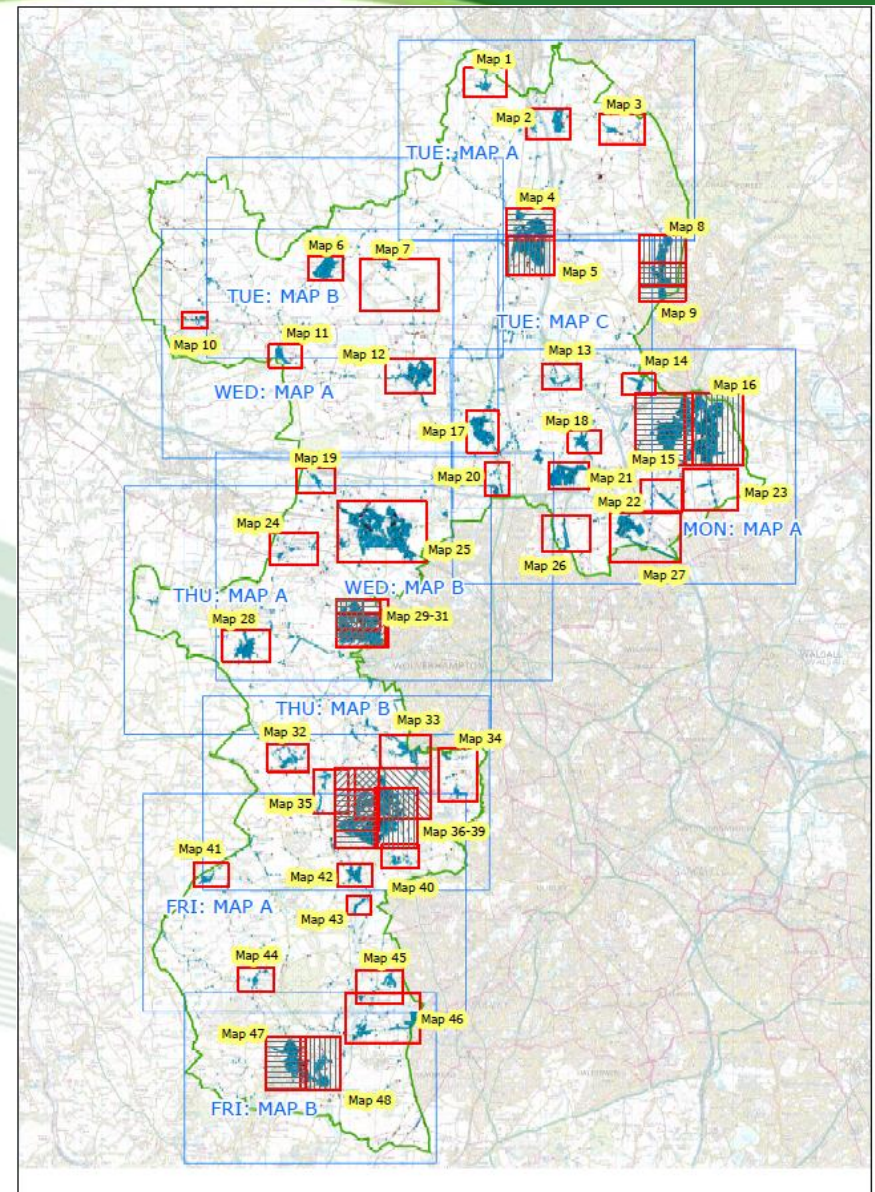 Map 1
Map 2
Map 3
TUE: MAP A
Map 4
Map 8
Map 6
Map 7
Map 5
TUE: MAP B
Map 9
Map 10
TUE: MAP C
Map 11
Map 12
Map 13
Map 14
WED: MAP A
Map 16
Map 17
Map 18
Map 15
Map 19
Map 20
Map 21
Map 23
Map 22
Map 24
MON: MAP A
Map 25
Map 26
Map 27
WED: MAP B
THU: MAP A
Map 28
Map 29-31
WOLVERHAMPTON
WALSALL
THU: MAP B
Map 33
Map 32
Map 34
Map 35
Map 36-39
Map 41
Map 42
Map 40
FRI: MAP A
Map 43
Map 44
Map 45
Map 46
Map 47
Map 48
FRI: MAP B